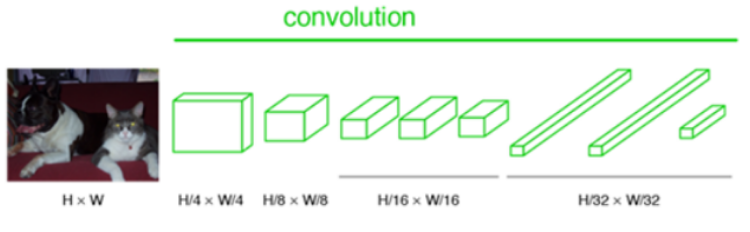 convolution
H × W
H/4 × W/4
H/8 × W/8
H/16 × W/16
H/32 × W/32